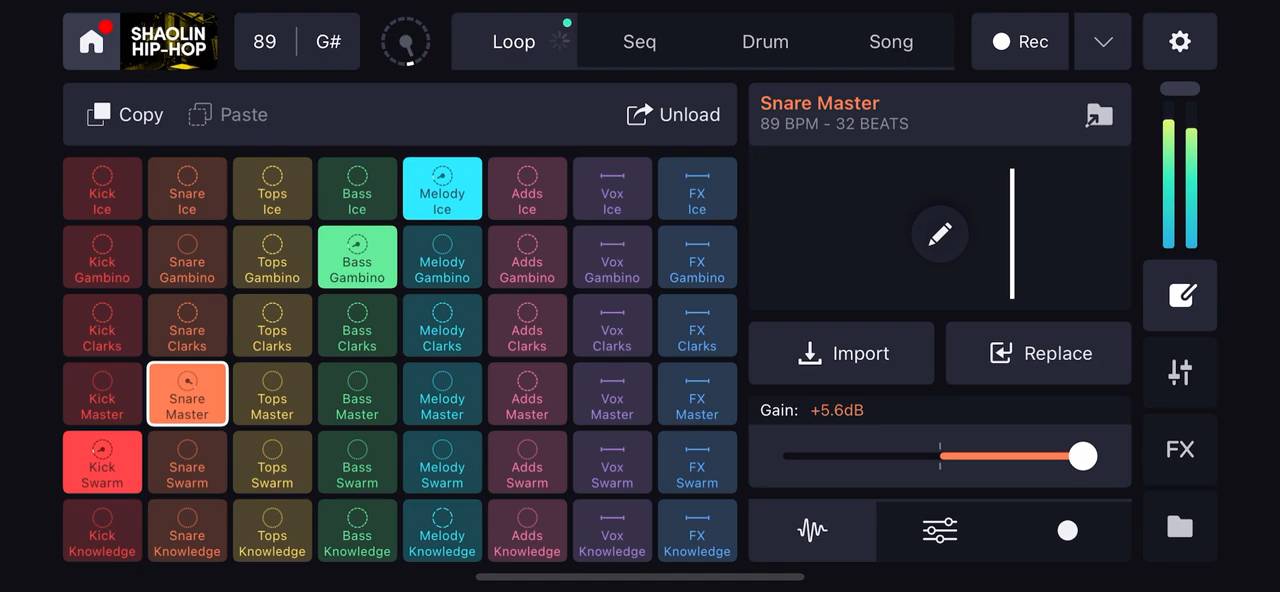 SHAOLIN
HIP-HOP
89
G#
Loop
Seq
Drum
Song
Rec
Copy
Paste
Unload
Snare Master
89 BPM - 32 BEATS
Kick
Ice
Snare
Ice
Tops
Ice
Bass
Ice
Melody
Ice
Adds
Ice
Vox
Ice
FX
Ice
Kick
Gambino
Snare
Gambino
Tops
Gambino
Bass
Gambino
Melody
Gambino
Adds
Gambino
Vox
Gambino
FX
Gambino
Kick
Clarks
Snare
Clarks
Tops
Clarks
Bass
Clarks
Melody
Clarks
Adds
Clarks
Vox
Clarks
FX
Clarks
Kick
Master
Snare
Master
Tops
Master
Bass
Master
Melody
Master
Adds
Master
Vox
Master
FX
Master
Kick
Swarm
Snare
Swarm
Tops
Swarm
Bass
Swarm
Melody
Swarm
Adds
Swarm
Vox
Swarm
FX
Swarm
Kick
Knowledge
Snare
Knowledge
Tops
Knowledge
Bass
Knowledge
Melody
Knowledge
Adds
Knowledge
Vox
Knowledge
FX
Knowledge
Import
Replace
Gain: +5.6dB
FX